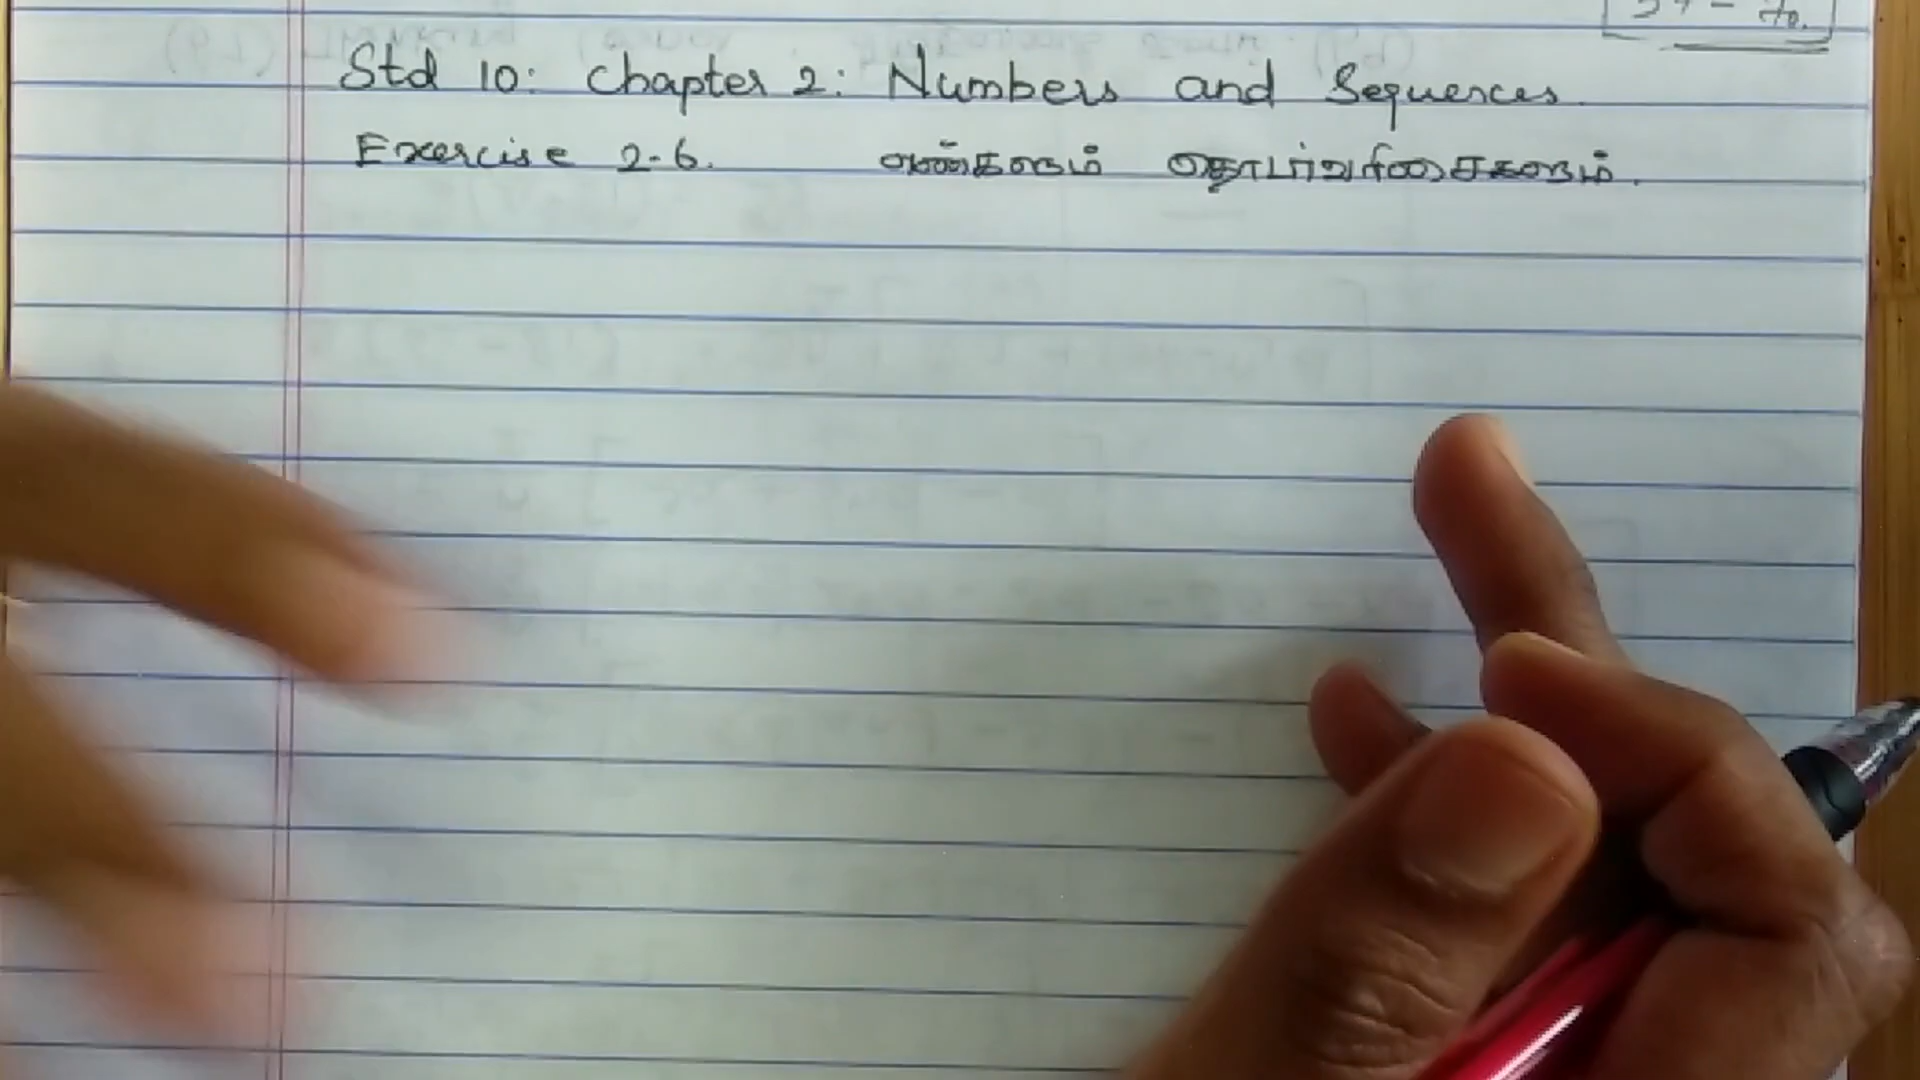 Std 10: Chapter 2: Numbers and Sequences.
Exercise 2.6. எண்களும் தொடர்வரிசைகளும்.